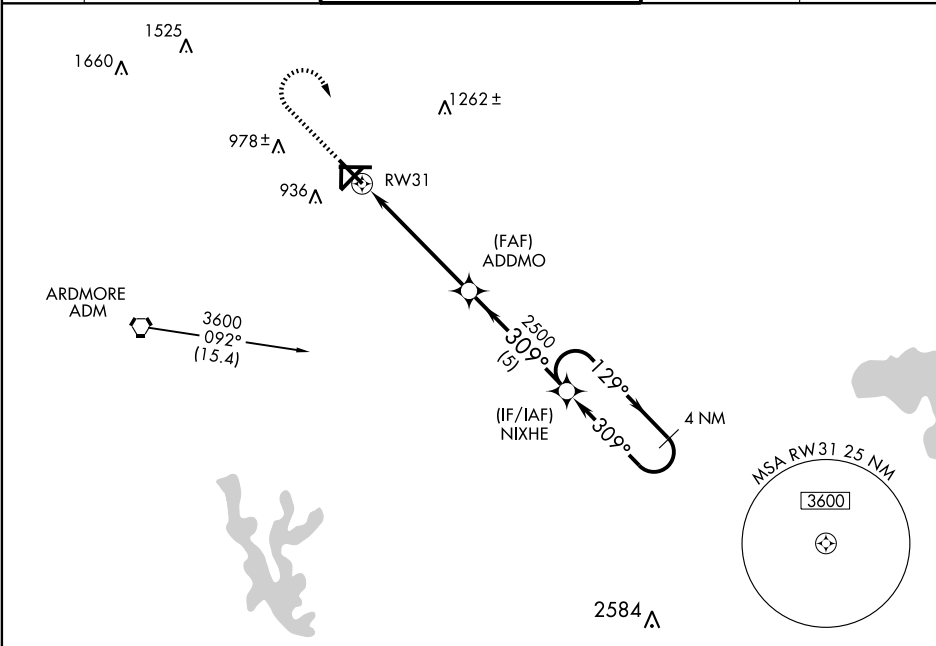 1525
1660
1262 ±
978 ±
936
RW31
(FAF)
ADDMO
ARDMORE
ADM
3600
092°
(15.4)
2500
309°
(5)
129°
(IF/IAF)
NIXHE
309°
4 NM
MSA RW31 25 NM
3600
2584